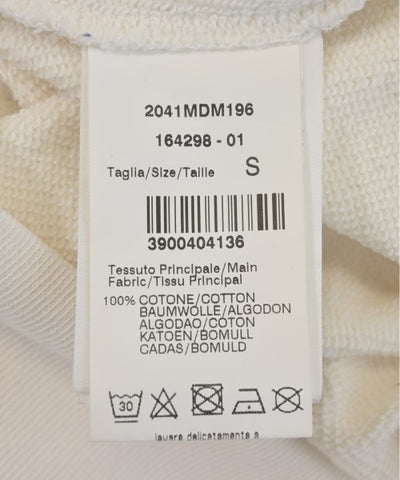 2041MDM196
164298 - 01
Taglia/Size/Taille S
3900404136
Tessuto Principale/Main
Fabric/Tissu Principal
100% COTONE/COTTON
BAUMWOLLE/ALGODON
ALGODAO/COTON
KATOEN/BOMULL
CADAS/BOMULD
30
lavare delicatamente a